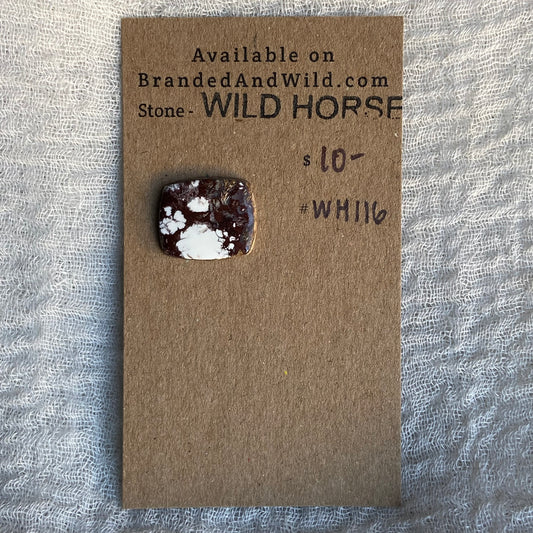 Available on
BrandedAndWild.com
Stone - WILD HORSE
$ 10-
# WH116